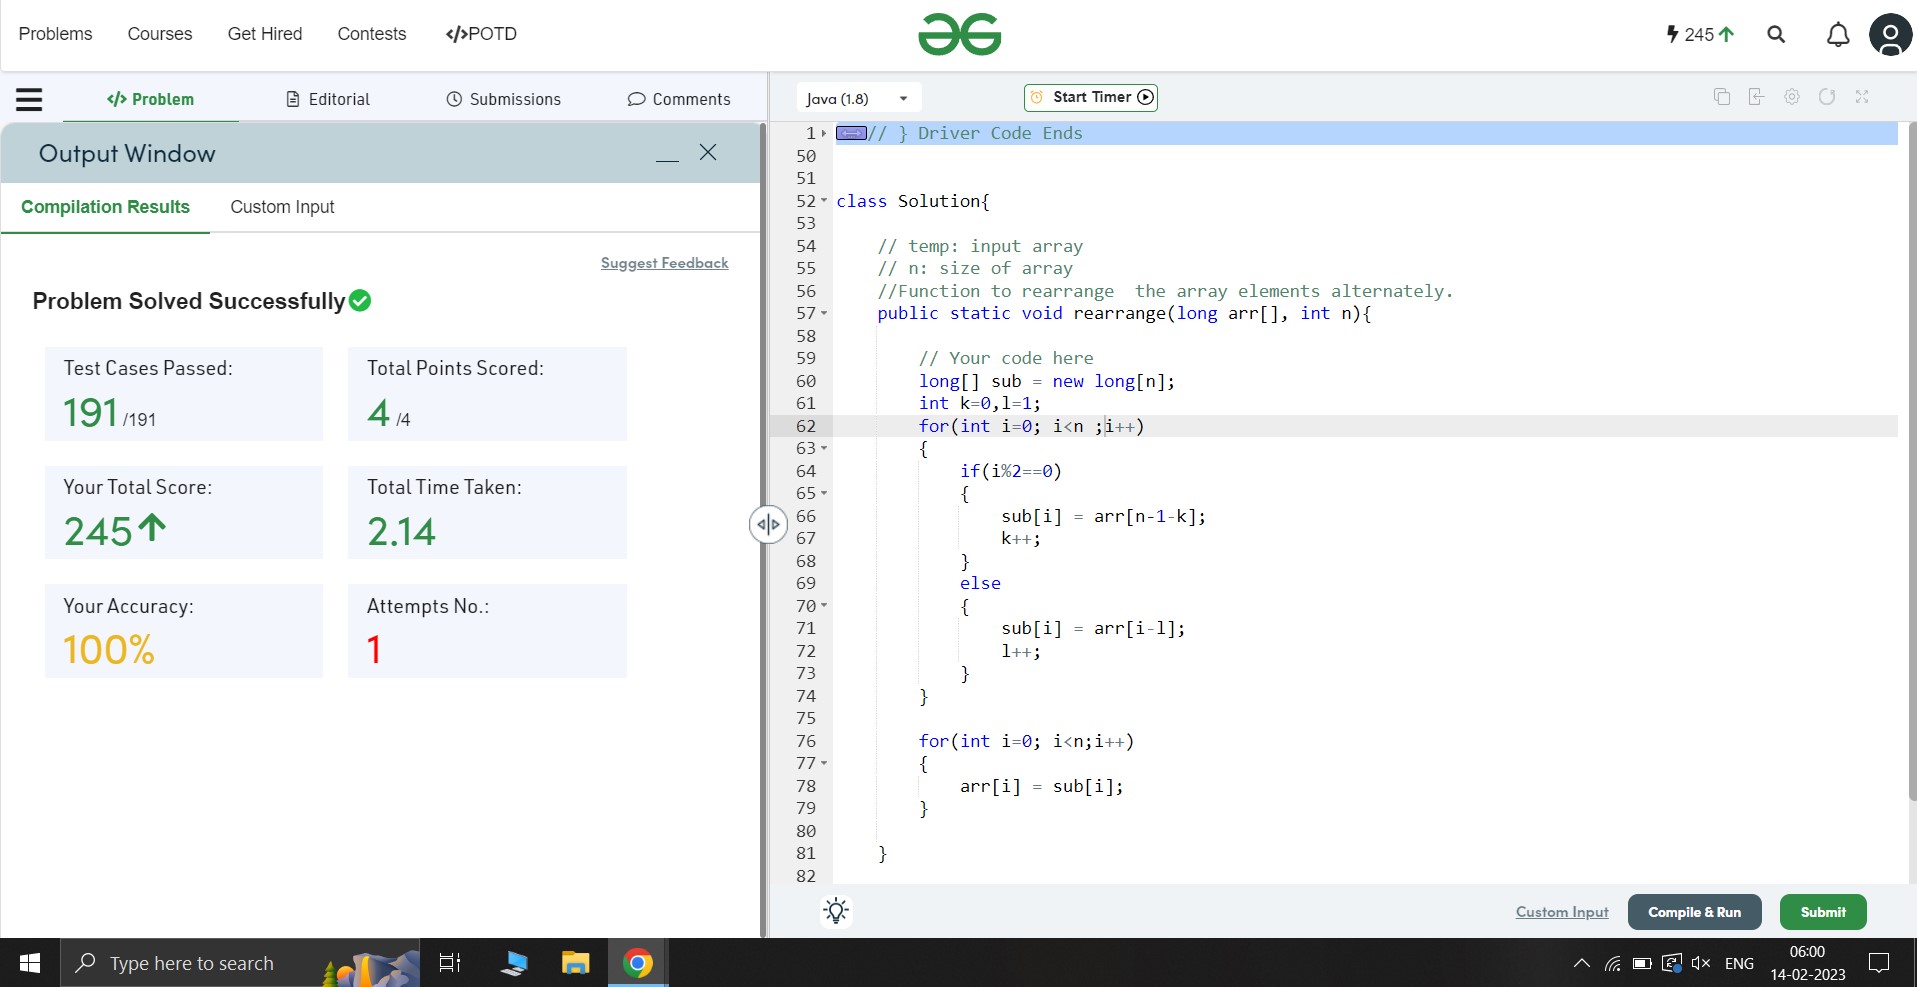 Problems Courses Get Hired Contests </>POTD
245
</> Problem Editorial Submissions Comments
Output Window
Compilation Results Custom Input
Suggest Feedback
Problem Solved Successfully
Test Cases Passed:
191 /191
Total Points Scored:
4 /4
Your Total Score:
245
Total Time Taken:
2.14
Your Accuracy:
100%
Attempts No.:
1
Java (1.8) Start Timer
1 // } Driver Code Ends
50
51
52 class Solution{
53
54 // temp: input array
55 // n: size of array
56 //Function to rearrange  the array elements alternately.
57 public static void rearrange(long arr[], int n){
58
59 // Your code here
60 long[] sub = new long[n];
61 int k=0,l=1;
62 for(int i=0; i<n ;i++)
63 {
64 if(i%2==0)
65 {
66 sub[i] = arr[n-1-k];
67 k++;
68 }
69 else
70 {
71 sub[i] = arr[i-l];
72 l++;
73 }
74 }
75
76 for(int i=0; i<n;i++)
77 {
78 arr[i] = sub[i];
79 }
80
81 }
82
Custom Input Compile & Run Submit
Type here to search
ENG
06:00
14-02-2023